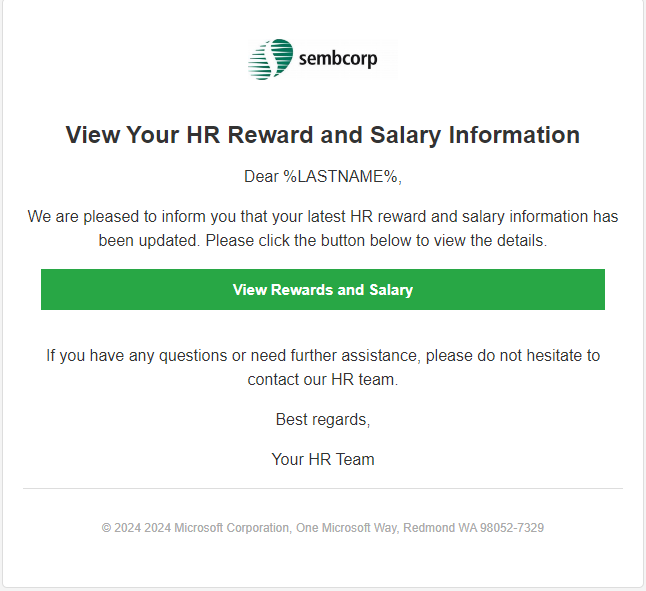 sembcorp
View Your HR Reward and Salary Information
Dear %LASTNAME%,
We are pleased to inform you that your latest HR reward and salary information has
been updated. Please click the button below to view the details.
View Rewards and Salary
If you have any questions or need further assistance, please do not hesitate to
contact our HR team.
Best regards,
Your HR Team
© 2024 2024 Microsoft Corporation, One Microsoft Way, Redmond WA 98052-7329